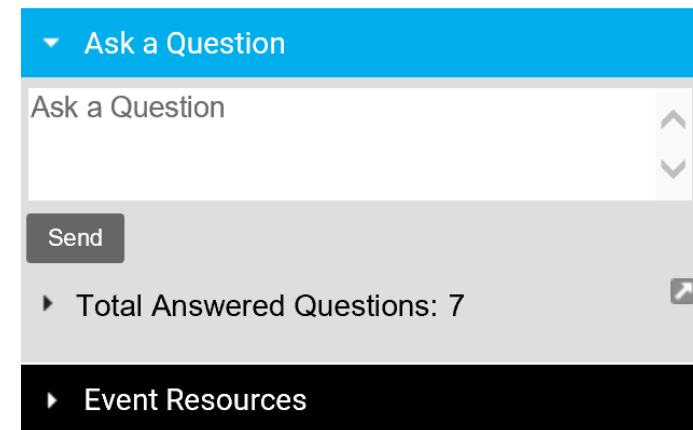 Ask a Question
Ask a Question
Send
Total Answered Questions: 7
Event Resources